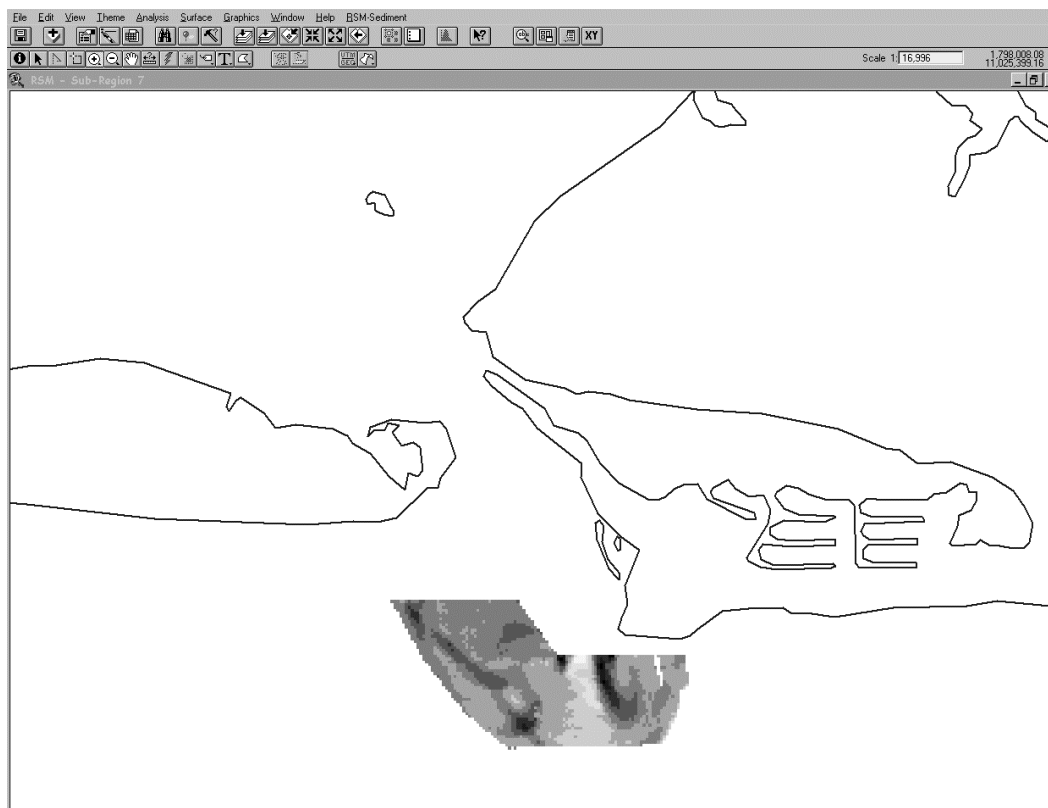 File Edit View Theme Analysis Surface Graphics Window Help RSM-Sediment
XY
T
Scale 1: 16,996
1,798,008.08
11,025,399.16
RSM - Sub-Region 7